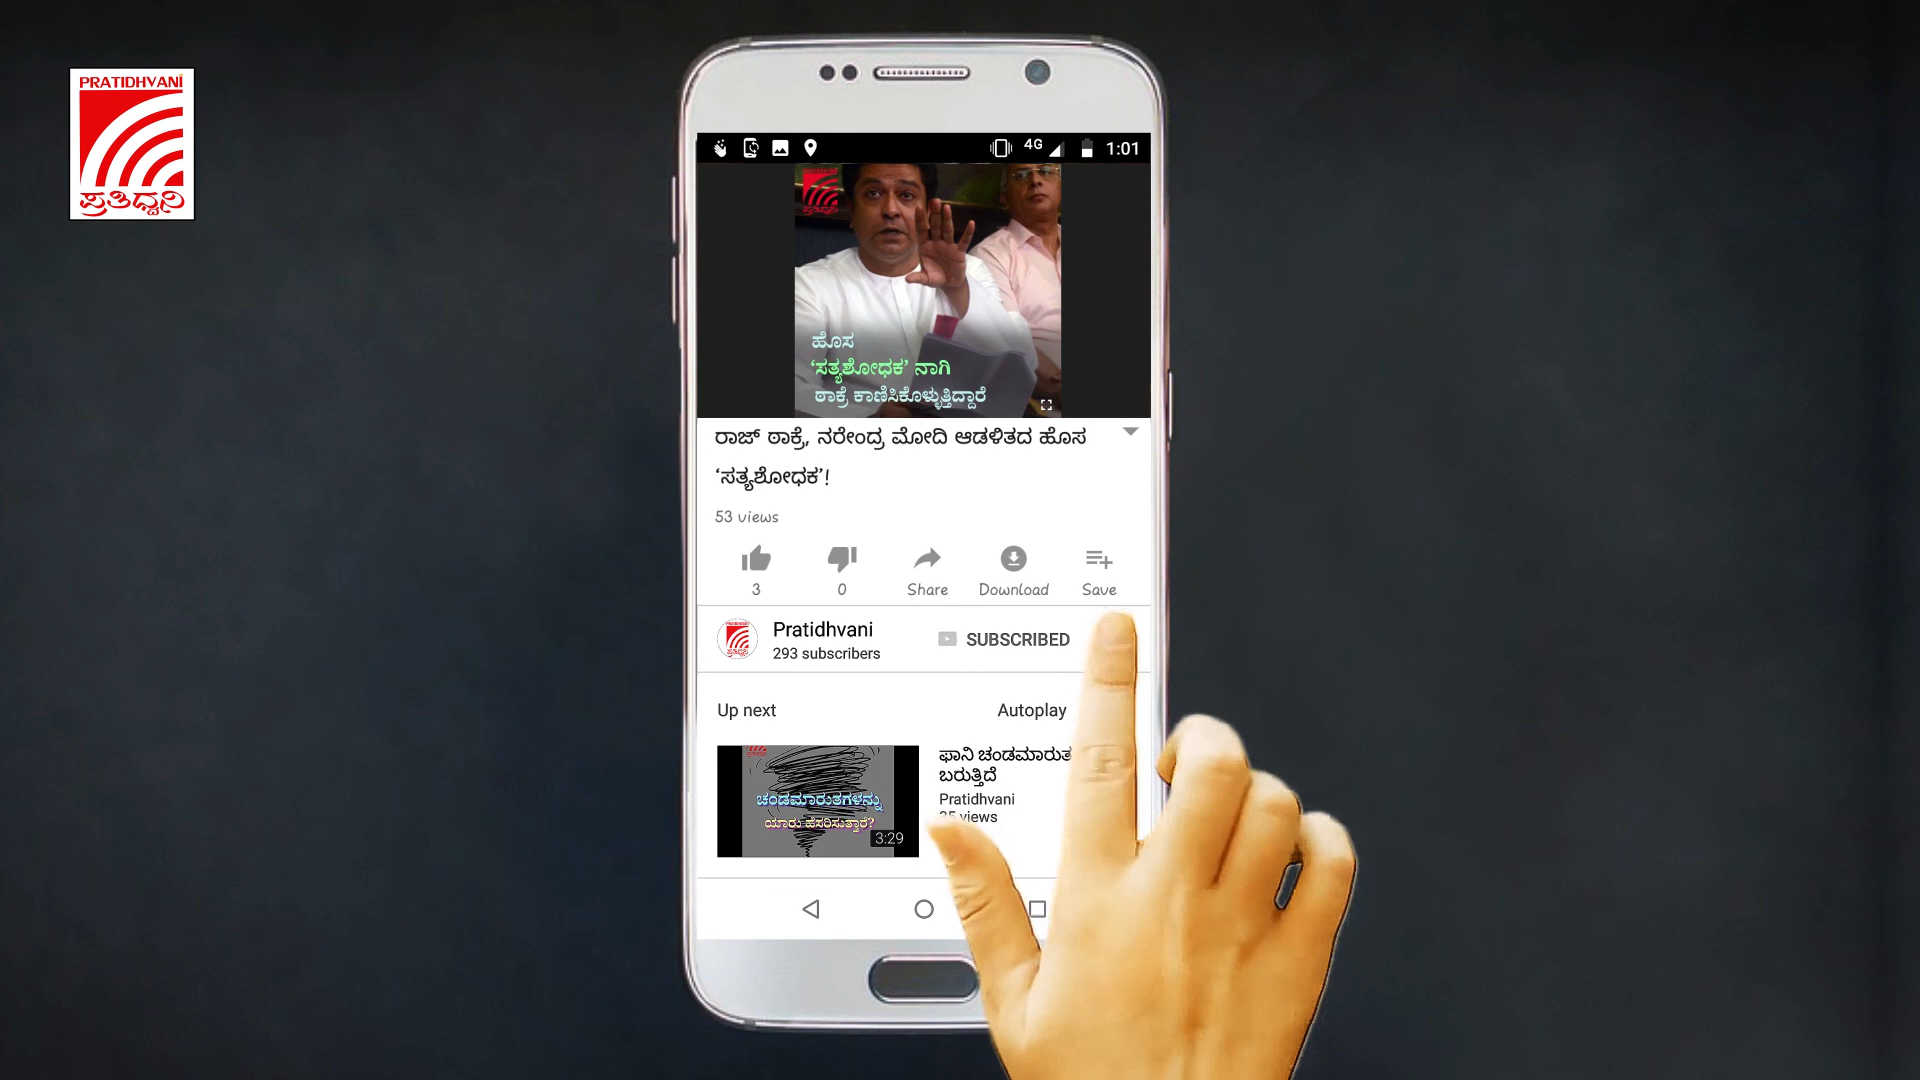 PRATIDHVANI
ಪ್ರತಿಧ್ವನಿ
4G 1:01
ಹೊಸ
‘ಸತ್ಯಶೋಧಕ’ ನಾಗಿ
ಠಾಕ್ರೆ ಕಾಣಿಸಿಕೊಳ್ಳುತ್ತಿದ್ದಾರೆ
ರಾಜ್ ಠಾಕ್ರೆ, ನರೇಂದ್ರ ಮೋದಿ ಆಡಳಿತದ ಹೊಸ
‘ಸತ್ಯಶೋಧಕ’!
53 views
3 0 Share Download Save
Pratidhvani
293 subscribers
SUBSCRIBED
Up next Autoplay
ಚಂಡಮಾರುತಗಳನ್ನು
ಯಾರು ಹೆಸರಿಸುತ್ತಾರೆ?
3:29
ಫಾನಿ ಚಂಡಮಾರುತ
ಬರುತ್ತಿದೆ
Pratidhvani
views